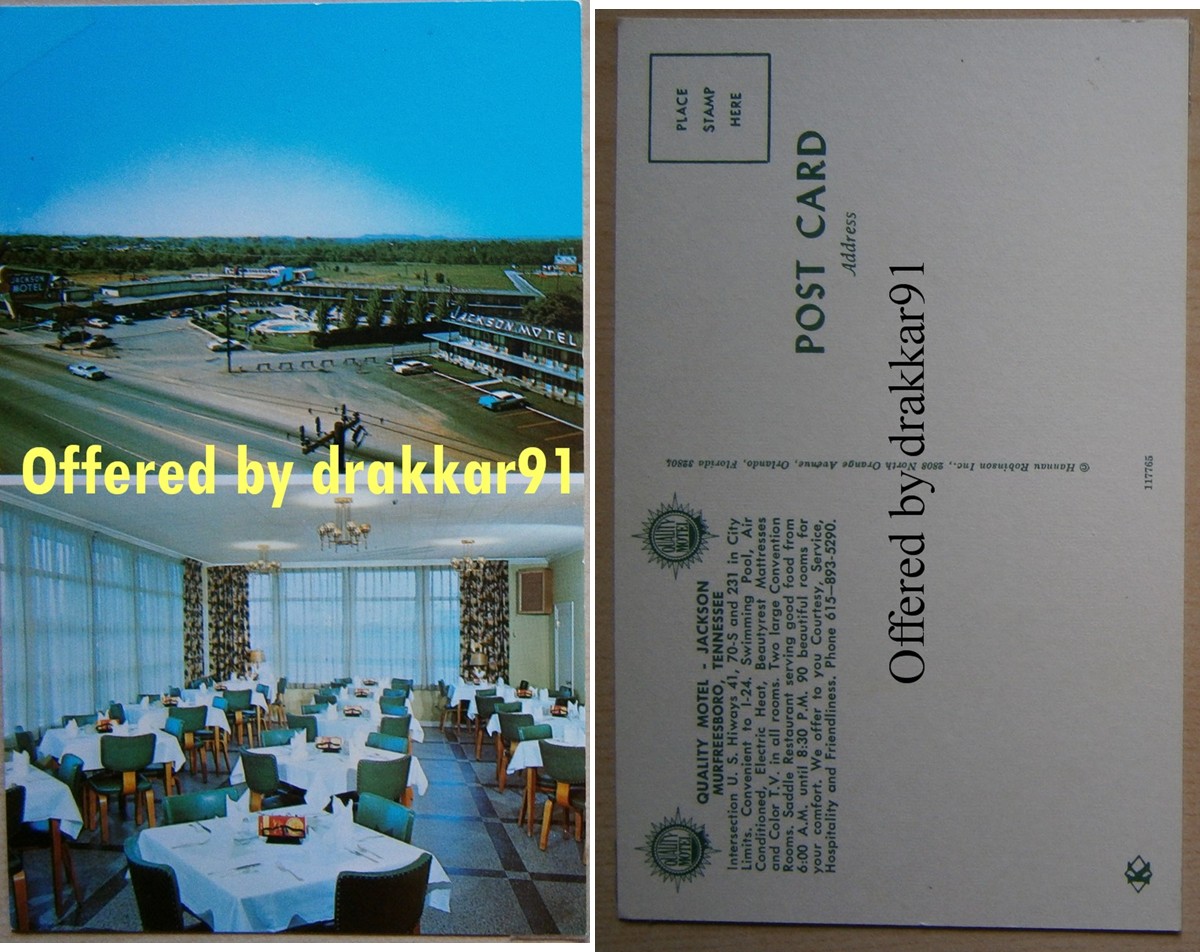 JACKSON
MOTEL
JACKSON MOTEL
Offered by drakkar91
PLACE
STAMP
HERE
POST CARD
Address
© Hannau Robinson Inc., 2808 North Orange Avenue, Orlando, Florida 32804
117765
QUALITY
MOTEL
QUALITY
MOTEL
QUALITY MOTEL - JACKSON
MURFREESBORO, TENNESSEE
Intersection U. S. Hiways 41, 70-S and 231 in City
Limits. Convenient to I-24. Swimming Pool, Air
Conditioned, Electric Heat, Beautyrest Mattresses
and Color T.V. in all rooms. Two large Convention
Rooms. Saddle Restaurant serving good food from
6:00 A.M. until 8:30 P.M. 90 beautiful rooms for
your comfort. We offer to you Courtesy, Service,
Hospitality and Friendliness. Phone 615—893-5290.
Offered by drakkar91
K